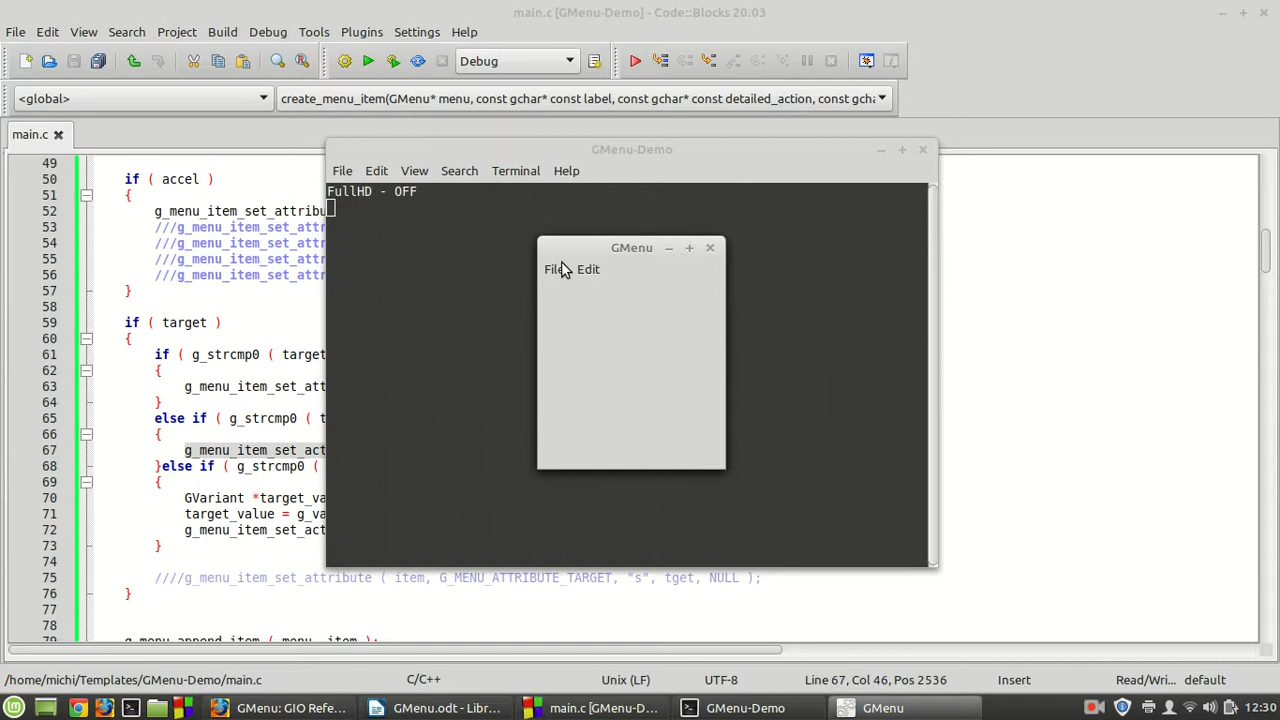 main.c [GMenu-Demo] - Code::Blocks 20.03
File Edit View Search Project Build Debug Tools Plugins Settings Help
Debug
<global> create_menu_item(GMenu* menu, const gchar* const label, const gchar* const detailed_action, const gcha
main.c
GMenu-Demo
File Edit View Search Terminal Help
FullHD - OFF
GMenu
File Edit
49
50 if ( accel )
51 {
52 g_menu_item_set_attribu
53 ///g_menu_item_set_attri
54 ///g_menu_item_set_attri
55 ///g_menu_item_set_attri
56 ///g_menu_item_set_attri
57 }
58
59 if ( target )
60 {
61 if ( g_strcmp0 ( target
62 {
63 g_menu_item_set_att
64 }
65 else if ( g_strcmp0 ( t
66 {
67 g_menu_item_set_act
68 }else if ( g_strcmp0 (
69 {
70 GVariant *target_va
71 target_value = g_va
72 g_menu_item_set_act
73 }
74
75 ////g_menu_item_set_attribute ( item, G_MENU_ATTRIBUTE_TARGET, "s", tget, NULL );
76 }
77
78
79 g_menu_append_item ( menu, item );
/home/michi/Templates/GMenu-Demo/main.c C/C++ Unix (LF) UTF-8 Line 67, Col 46, Pos 2536 Insert Read/Wri... default
GMenu: GIO Refe... GMenu.odt - Libr... main.c [GMenu-D... GMenu-Demo GMenu 12:30